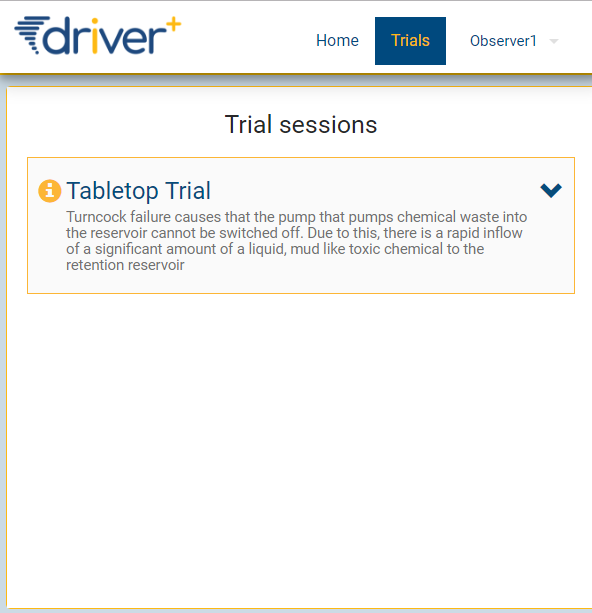 driver+
Home Trials Observer1
Trial sessions
Tabletop Trial
Turncock failure causes that the pump that pumps chemical waste into
the reservoir cannot be switched off. Due to this, there is a rapid inflow
of a significant amount of a liquid, mud like toxic chemical to the
retention reservoir